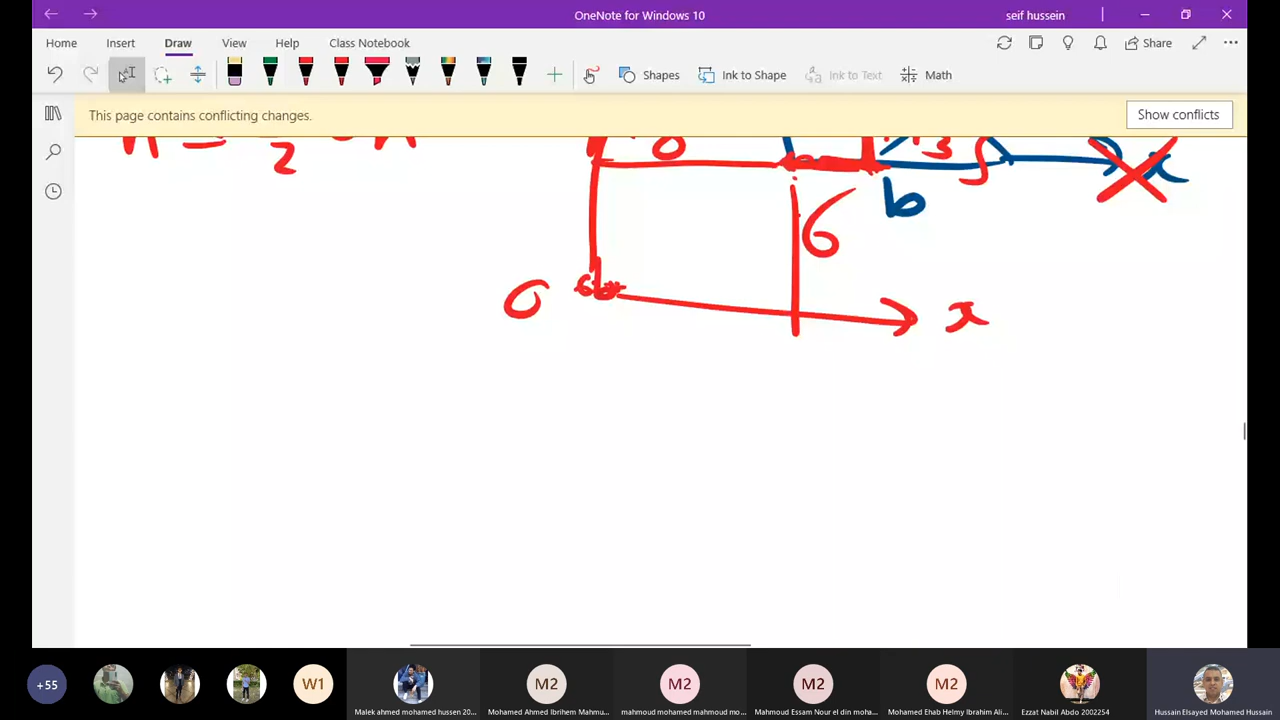 OneNote for Windows 10
seif hussein
Home
Insert
Draw
View
Help
Class Notebook
Share
Shapes
Ink to Shape
Ink to Text
Math
This page contains conflicting changes.
Show conflicts
2
b
6
x
+55
W1
M2
M2
M2
M2
Malek ahmed mohamed hussen 20...
Mohamed Ahmed Ibrihem Mahmu...
mahmoud mohamed mahmoud mo...
Mahmoud Essam Nour el din moha...
Mohamed Ehab Helmy Ibrahim Ali...
Ezzat Nabil Abdo 2002254
Hussain Elsayed Mohamed Hussain